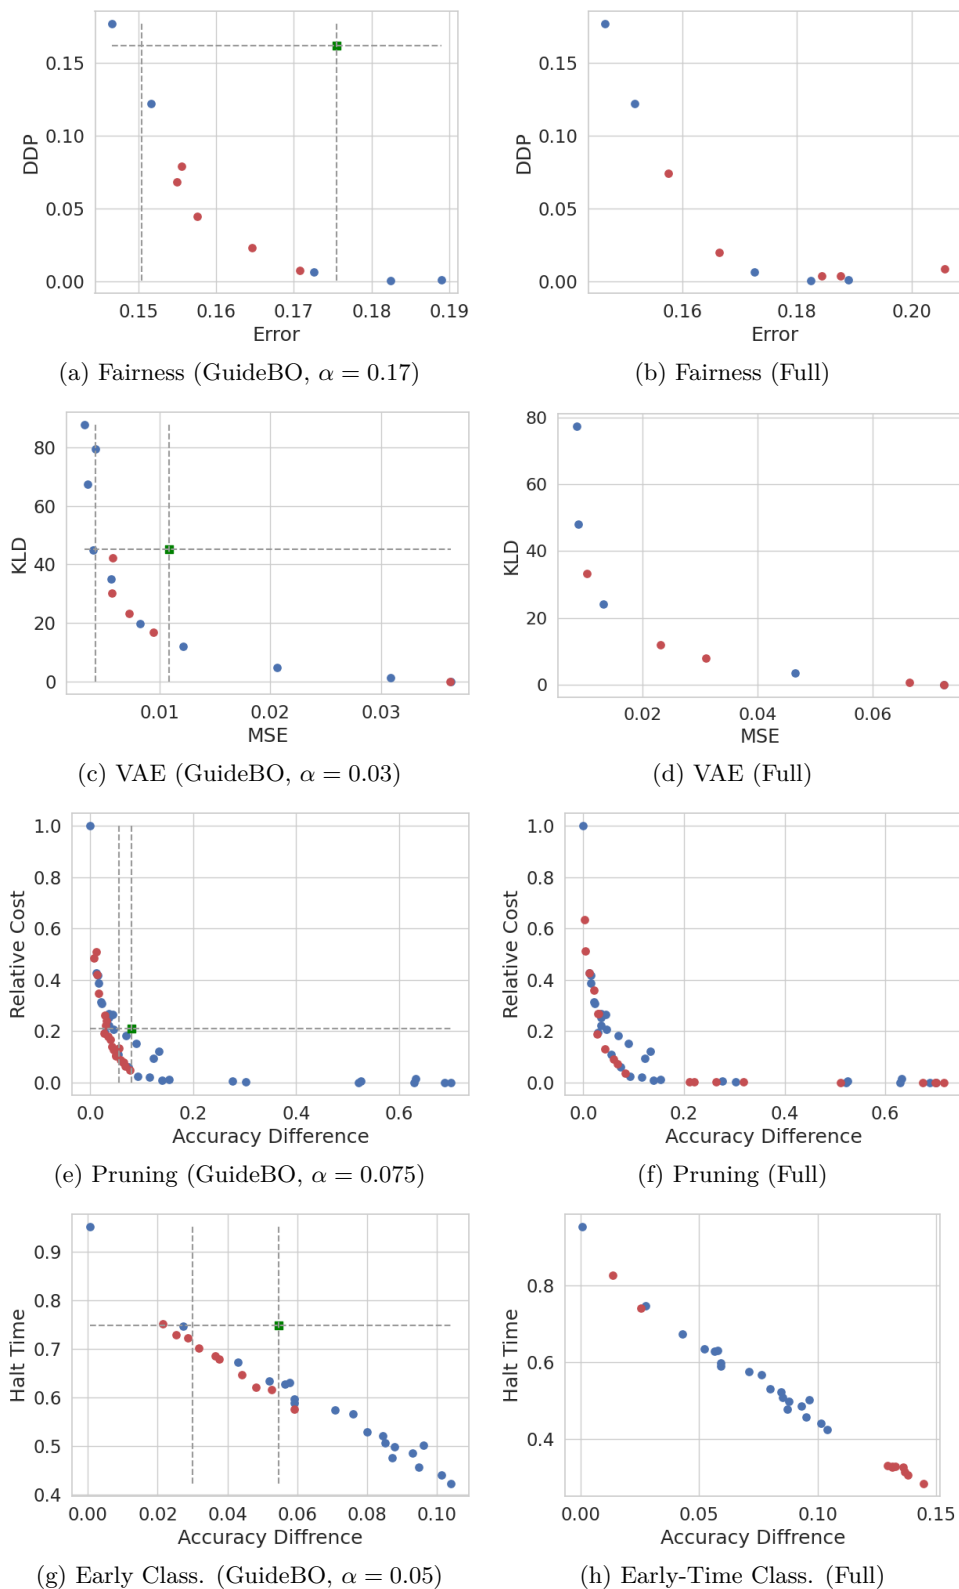 DDP
0.15
0.10
0.05
0.00
0.15 0.16 0.17 0.18 0.19
Error
(a) Fairness (GuideBO, α = 0.17)
DDP
0.15
0.10
0.05
0.00
0.16 0.18 0.20
Error
(b) Fairness (Full)
KLD
80
60
40
20
0
0.01 0.02 0.03
MSE
(c) VAE (GuideBO, α = 0.03)
KLD
80
60
40
20
0
0.02 0.04 0.06
MSE
(d) VAE (Full)
Relative Cost
1.0
0.8
0.6
0.4
0.2
0.0
0.0 0.2 0.4 0.6
Accuracy Difference
(e) Pruning (GuideBO, α = 0.075)
Relative Cost
1.0
0.8
0.6
0.4
0.2
0.0
0.0 0.2 0.4 0.6
Accuracy Difference
(f) Pruning (Full)
Halt Time
0.9
0.8
0.7
0.6
0.5
0.4
0.00 0.02 0.04 0.06 0.08 0.10
Accuracy Diffrence
(g) Early Class. (GuideBO, α = 0.05)
Halt Time
0.8
0.6
0.4
0.00 0.05 0.10 0.15
Accuracy Diffrence
(h) Early-Time Class. (Full)